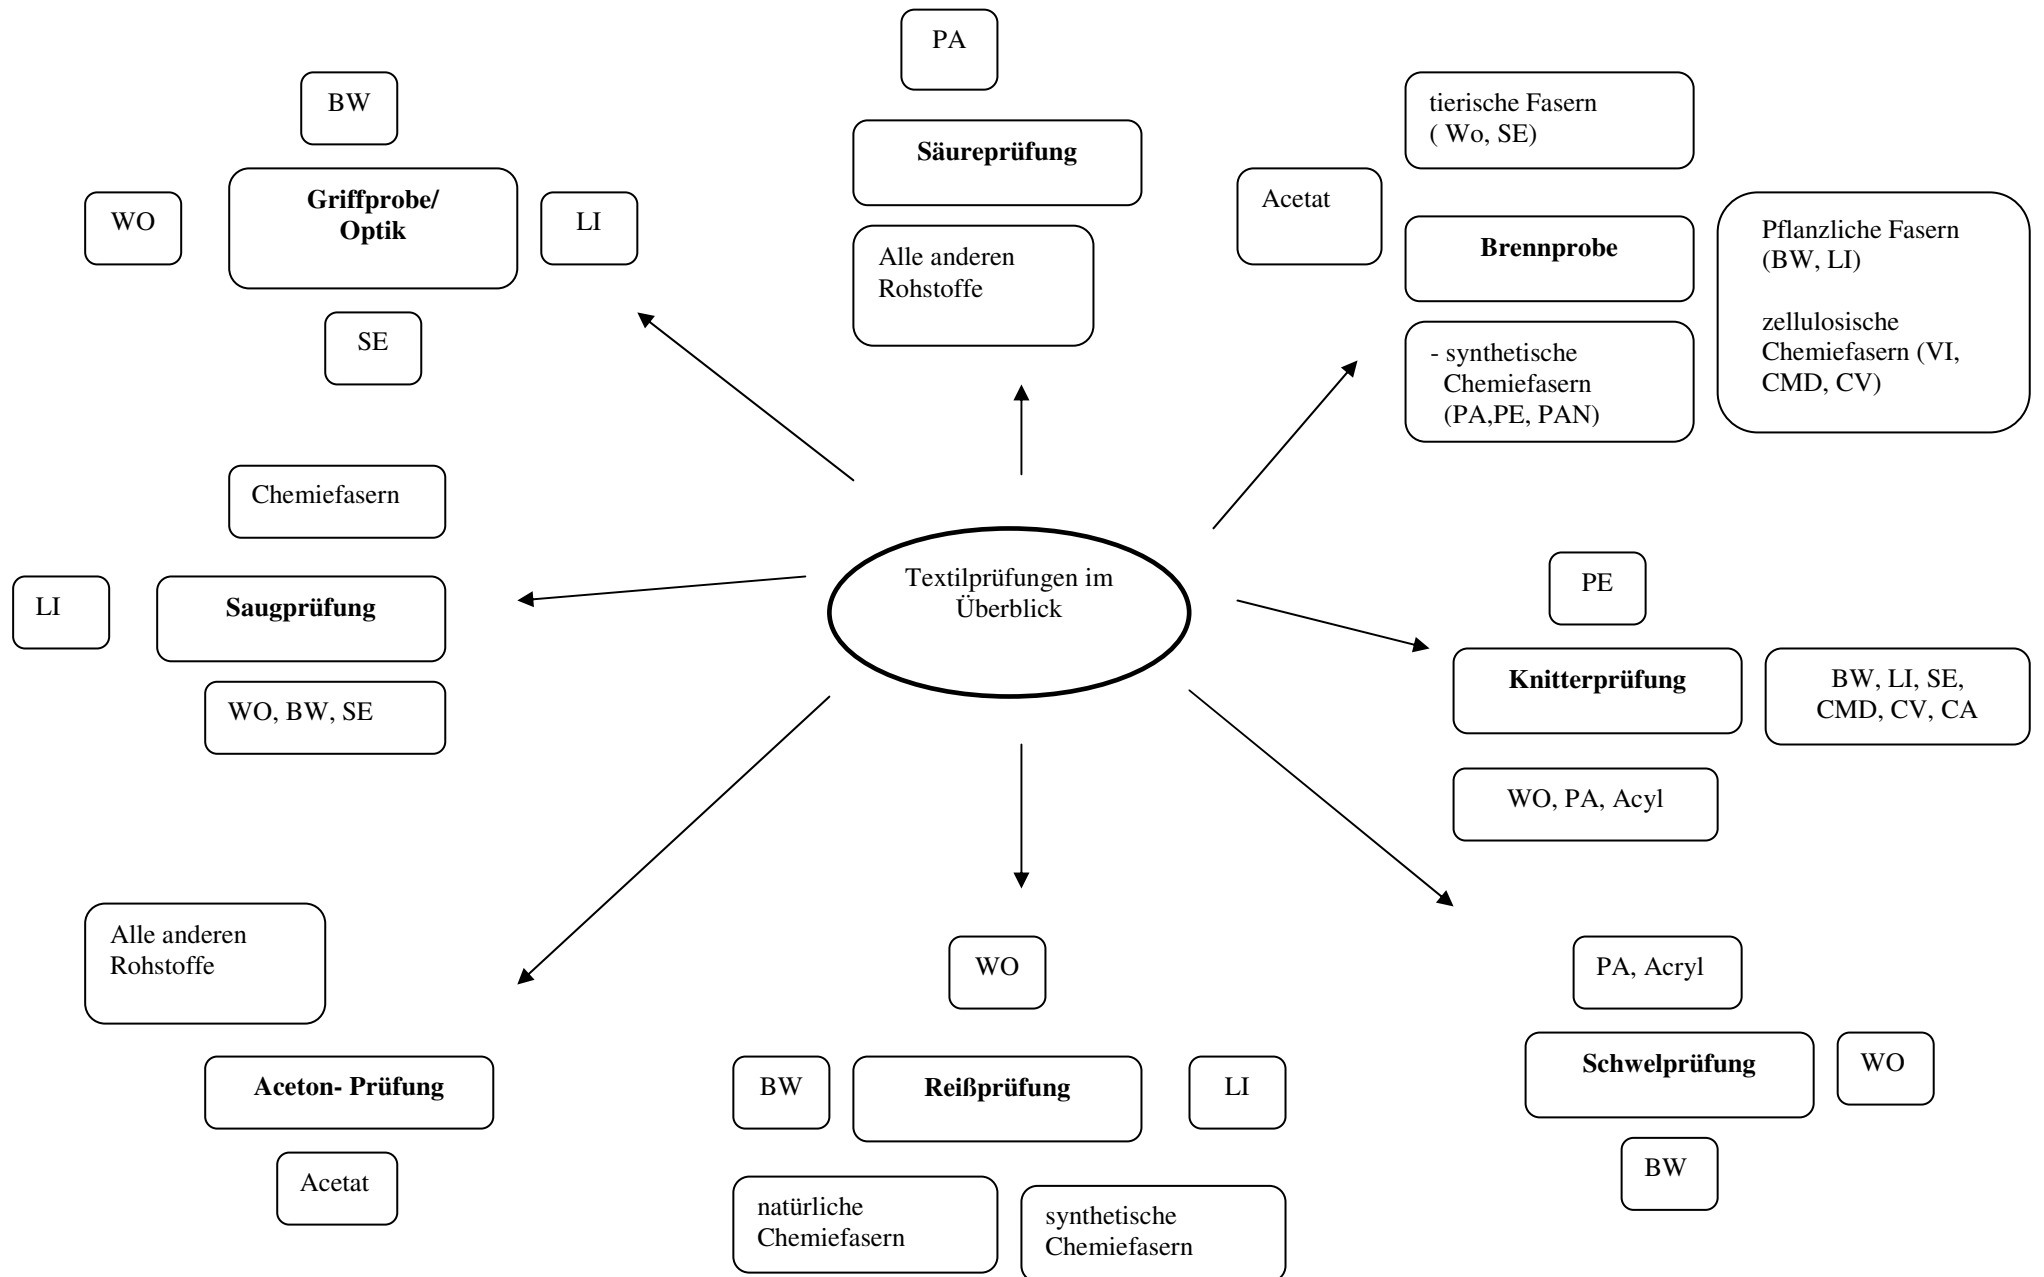 PA
BW
Säureprüfung
Alle anderen
Rohstoffe
Griffprobe/
Optik
WO
LI
SE
tierische Fasern
( Wo, SE)
Acetat
Brennprobe
Pflanzliche Fasern
(BW, LI)
zellulosische
Chemiefasern (VI,
CMD, CV)
- synthetische
Chemiefasern
(PA,PE, PAN)
Chemiefasern
LI
Saugprüfung
WO, BW, SE
Textilprüfungen im
Überblick
PE
Knitterprüfung
BW, LI, SE,
CMD, CV, CA
WO, PA, Acyl
Alle anderen
Rohstoffe
Aceton- Prüfung
Acetat
WO
BW
Reißprüfung
LI
natürliche
Chemiefasern
synthetische
Chemiefasern
PA, Acryl
Schwelprüfung
WO
BW